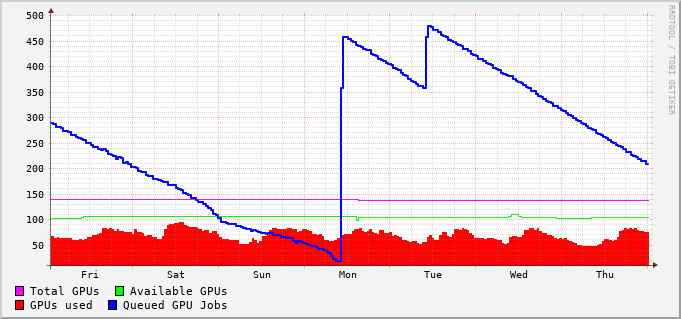 500
450
400
350
300
250
200
150
100
50
Fri Sat Sun Mon Tue Wed Thu
Total GPUs Available GPUs
GPUs used Queued GPU Jobs
RRDTOOL / TOBI OETIKER